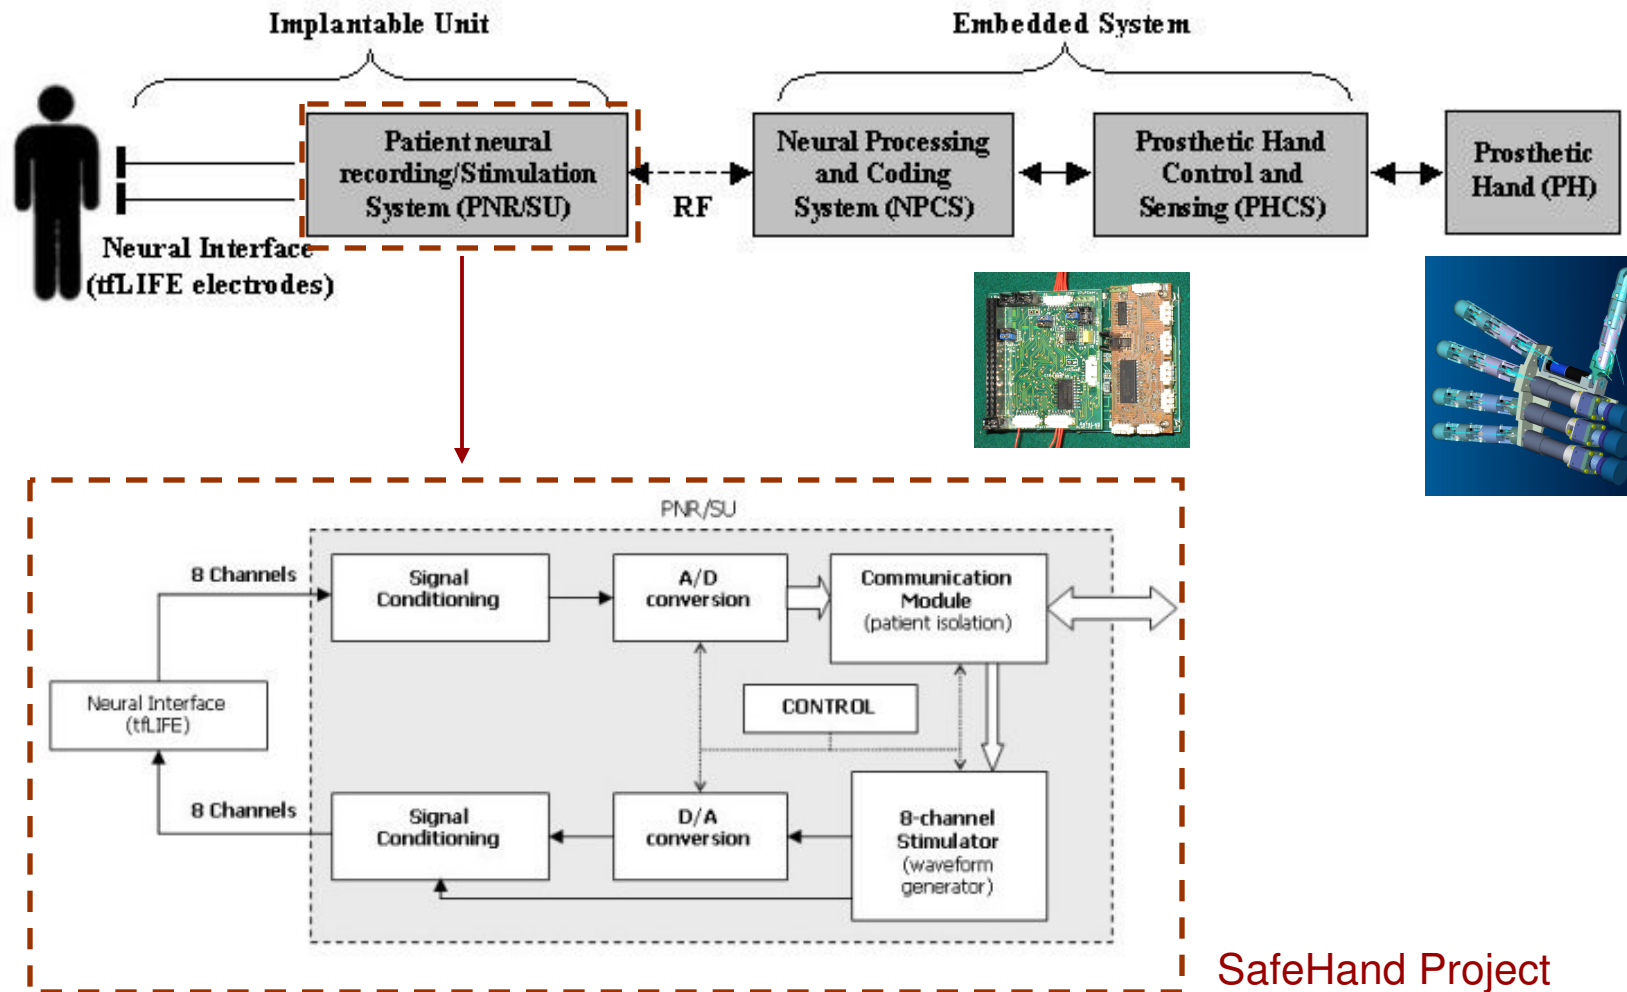 Implantable Unit
Embedded System
Patient neural
recording/Stimulation
System (PNR/SU)
RF
Neural Processing
and Coding
System (NPCS)
Prosthetic Hand
Control and
Sensing (PHCS)
Prosthetic
Hand (PH)
Neural Interface
(tfLIFE electrodes)
PNR/SU
8 Channels
Signal
Conditioning
A/D
conversion
Communication
Module
(patient isolation)
Neural Interface
(tfLIFE)
CONTROL
8 Channels
Signal
Conditioning
D/A
conversion
8-channel
Stimulator
(waveform
generator)
SafeHand Project